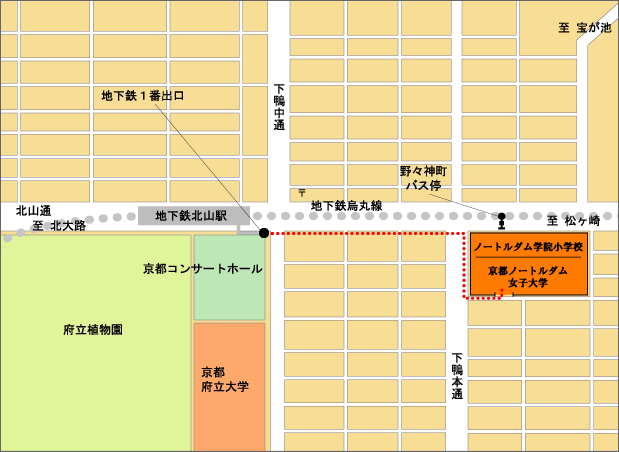 至 宝が池
地下鉄1番出口
下鴨中通
野々神町
バス停
〒
地下鉄烏丸線
北山通
地下鉄北山駅
至 北大路
至 松ヶ崎
ノートルダム学院小学校
京都ノートルダム
女子大学
京都コンサートホール
府立植物園
下鴨本通
京都
府立大学